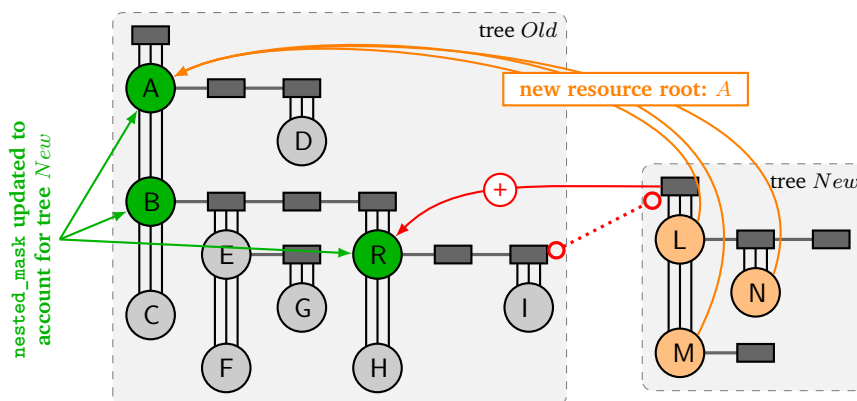 tree Old
A
new resource root: A
D
nested_mask updated to
account for tree New
tree New
B
+
E
R
L
G
I
N
C
F
H
M